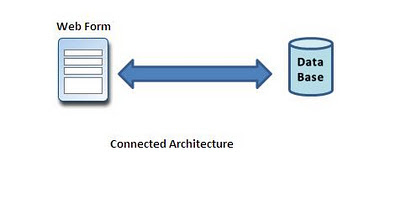 Web Form
Data
Base
Connected Architecture